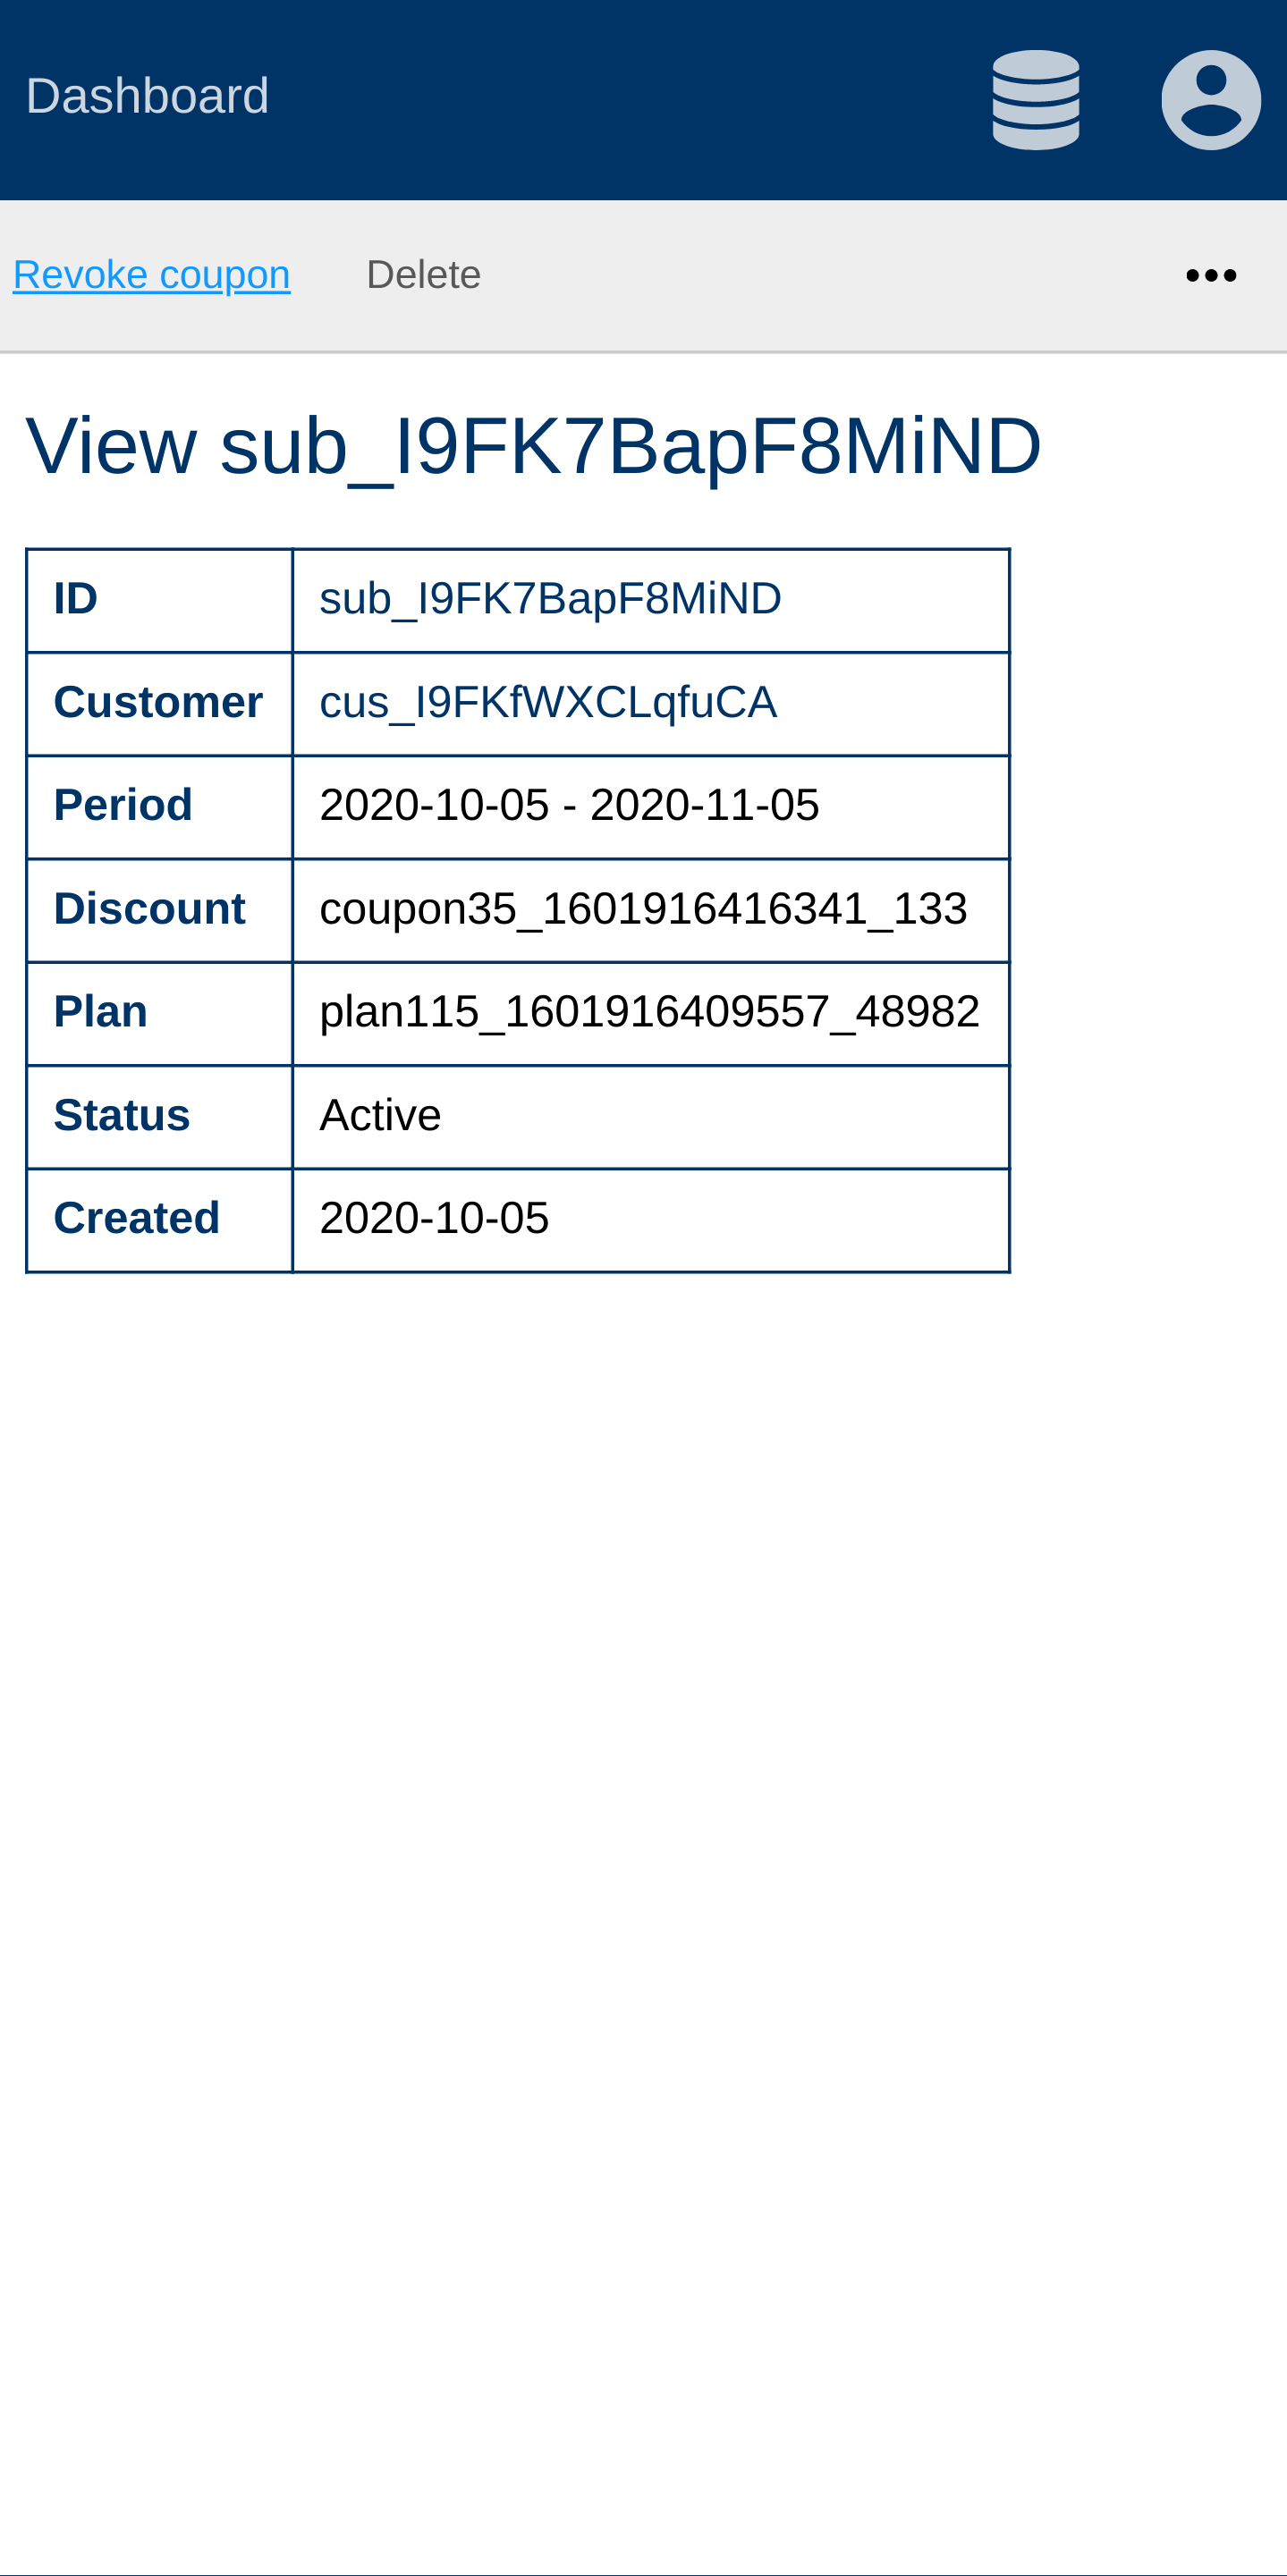 Dashboard
Revoke coupon Delete
View sub_I9FK7BapF8MiND
ID sub_I9FK7BapF8MiND
Customer cus_I9FKfWXCLqfuCA
Period 2020-10-05 - 2020-11-05
Discount coupon35_1601916416341_133
Plan plan115_1601916409557_48982
Status Active
Created 2020-10-05